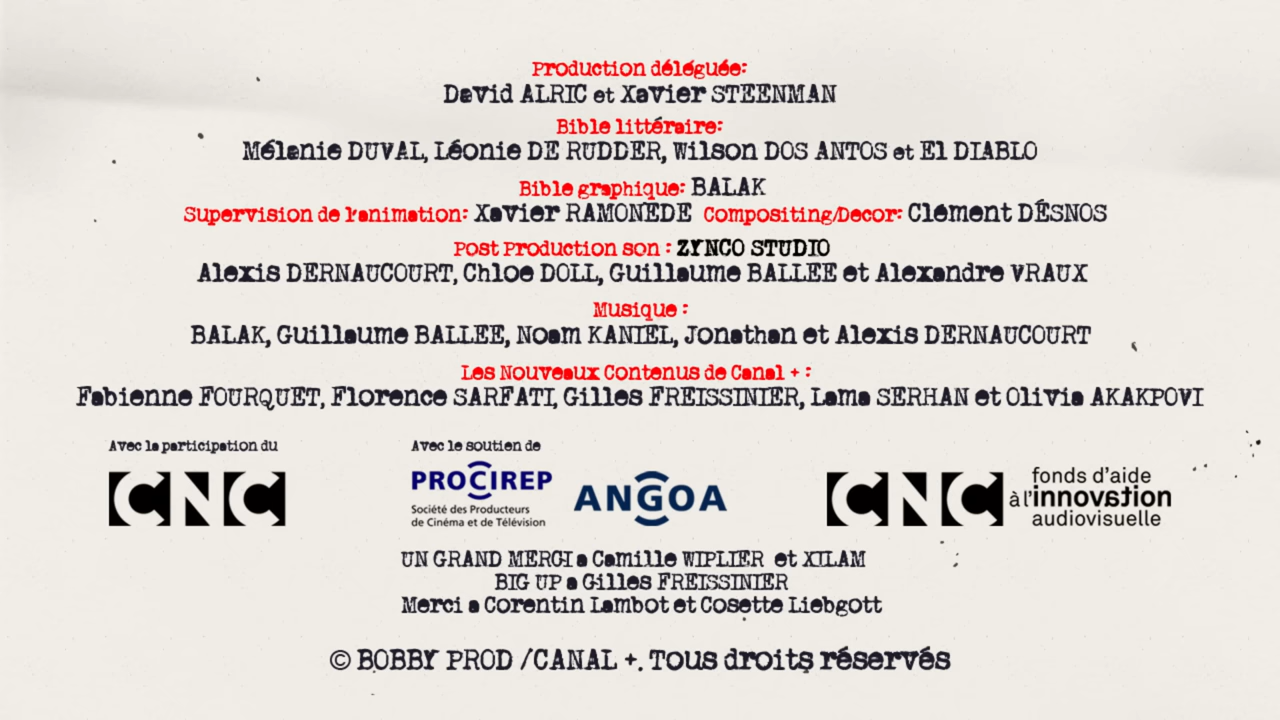 Production déléguée:
David ALRIC et Xavier STEENMAN
Bible littéraire:
Mélanie DUVAL, Léonie DE RUDDER, Wilson DOS ANTOS et El DIABLO
Bible graphique: BALAK
Supervision de l'animation: Xavier RAMONEDE Compositing/Decor: Clément DÉSNOS
Post Production son : ZYNCO STUDIO
Alexis DERNAUCOURT, Chloe DOLL, Guillaume BALLEE et Alexandre VRAUX
Musique :
BALAK, Guillaume BALLEE, Noam KANIEL, Jonathan et Alexis DERNAUCOURT
Les Nouveaux Contenus de Canal + :
Fabienne FOURQUET, Florence SARFATI, Gilles FREISSINIER, Lama SERHAN et Olivia AKAKPOVI
Avec la participation du
CNC
Avec le soutien de
PROCIREP
Société des Producteurs
de Cinéma et de Télévision
ANGOA
CNC
fonds d'aide
à l'innovation
audiovisuelle
UN GRAND MERCI a Camille WIPLIER et XILAM
BIG UP a Gilles FREISSINIER
Merci a Corentin Lambot et Cosette Liebgott
© BOBBY PROD /CANAL +. Tous droits réservés